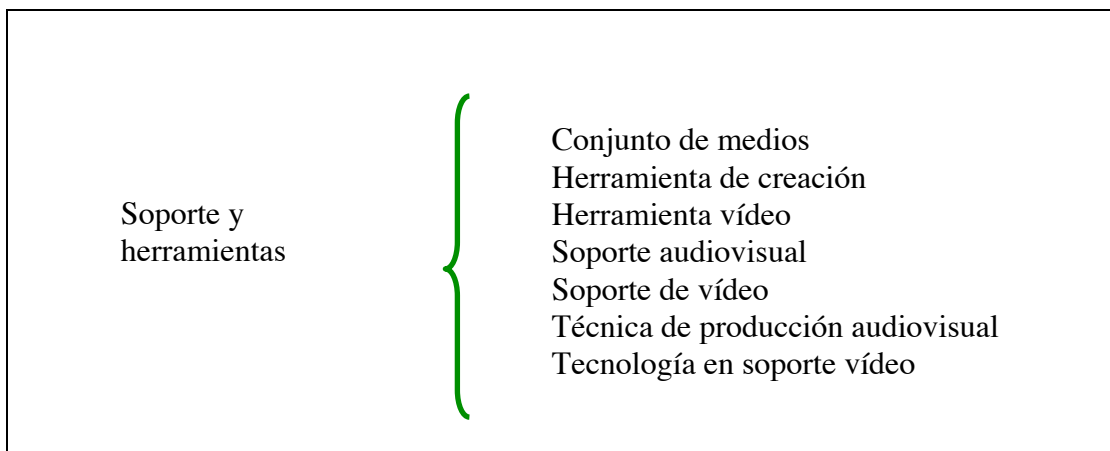 Soporte y
herramientas
Conjunto de medios
Herramienta de creación
Herramienta vídeo
Soporte audiovisual
Soporte de vídeo
Técnica de producción audiovisual
Tecnología en soporte vídeo